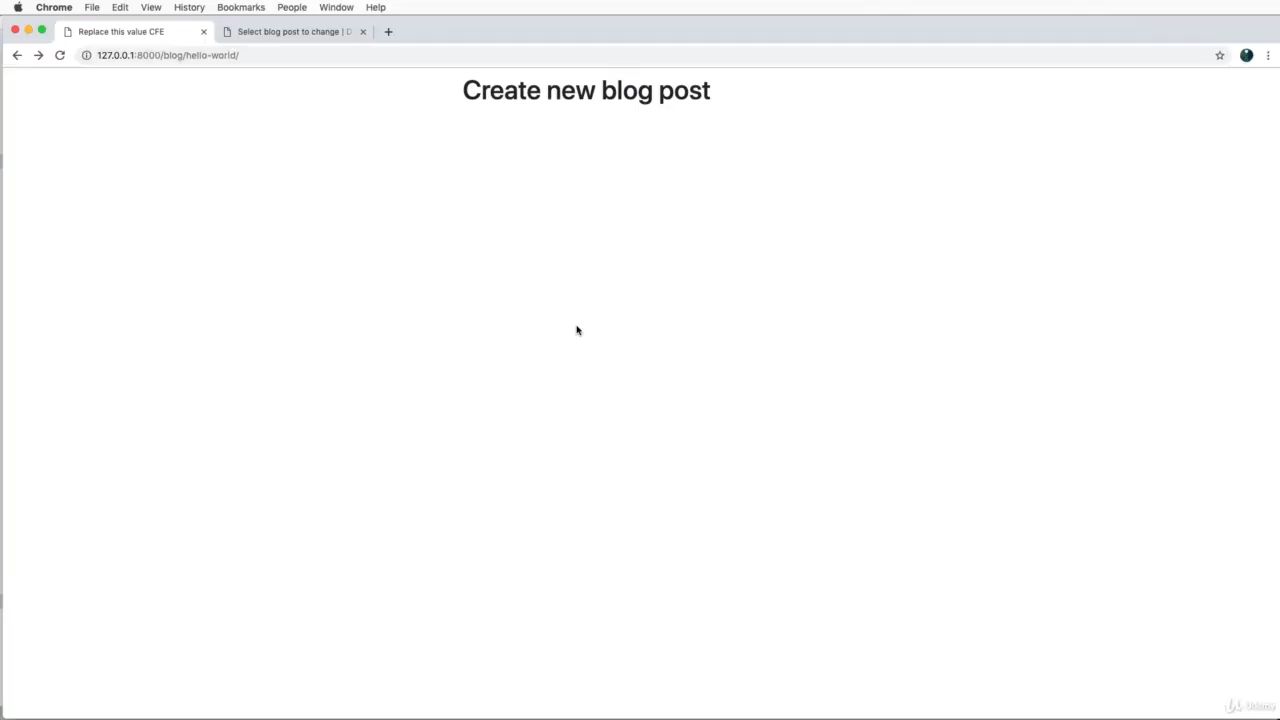 Chrome File Edit View History Bookmarks People Window Help
Replace this value CFE Select blog post to change | D
127.0.0.1:8000/blog/hello-world/
Create new blog post
Udemy